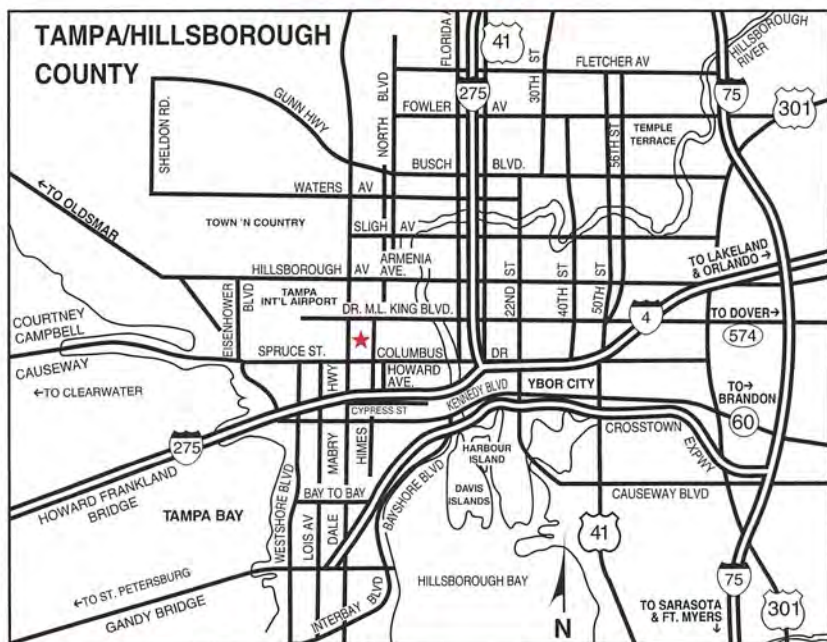 TAMPA/HILLSBOROUGH
COUNTY
FLORIDA
41
30TH ST
HILLSBOROUGH
RIVER
FLETCHER AV
SHELDON RD.
GUNN HWY
NORTH BLVD
275
75
301
FOWLER AV
56TH ST
TEMPLE
TERRACE
BUSCH BLVD.
WATERS AV
←TO OLDSMAR
TOWN 'N COUNTRY
SLIGH AV
ARMENIA
AVE.
HILLSBOROUGH AV
22ND ST
40TH ST
50TH ST
TO LAKELAND
& ORLANDO→
EISENHOWER
BLVD
TAMPA
INT'L AIRPORT
DR. M.L. KING BLVD.
4
TO DOVER→
574
COURTNEY
CAMPBELL
CAUSEWAY
SPRUCE ST.
COLUMBUS DR
HOWARD
AVE.
←TO CLEARWATER
KENNEDY BLVD
YBOR CITY
TO→
BRANDON
60
CYPRESS ST
CROSSTOWN
EXPWY
275
HOWARD FRANKLAND
BRIDGE
WESTSHORE BLVD
LOIS AV
DALE MABRY HWY
HIMES
BAY TO BAY
BAYSHORE BLVD
HARBOUR
ISLAND
DAVIS
ISLANDS
CAUSEWAY BLVD
TAMPA BAY
41
←TO ST. PETERSBURG
GANDY BRIDGE
INTERBAY BLVD
HILLSBOROUGH BAY
N
75
301
TO SARASOTA
& FT. MYERS
↓